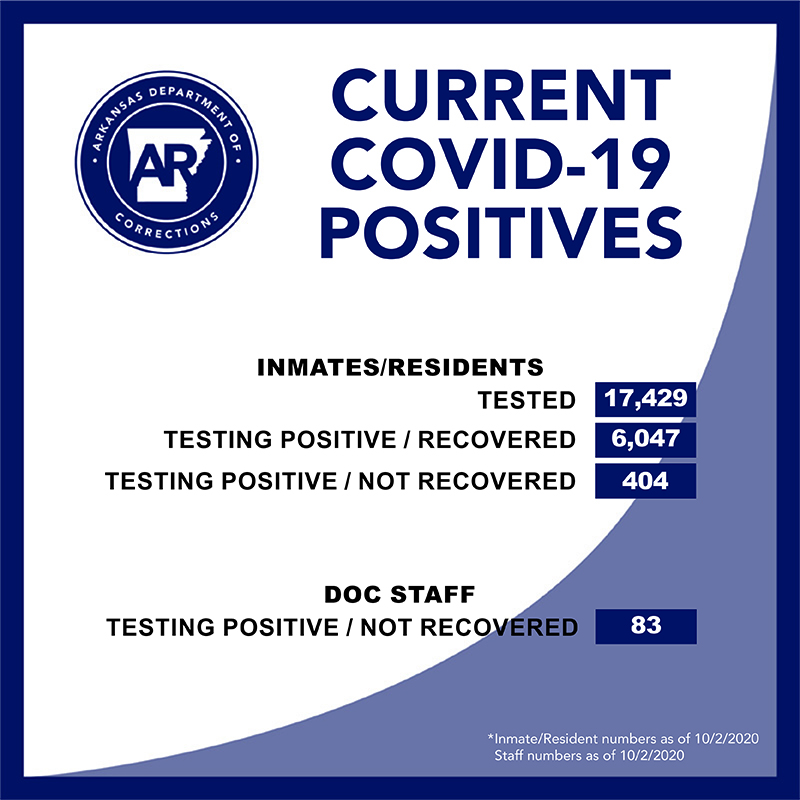 ARKANSAS DEPARTMENT OF
AR
CORRECTIONS
CURRENT
COVID-19
POSITIVES
INMATES/RESIDENTS
TESTED 17,429
TESTING POSITIVE / RECOVERED 6,047
TESTING POSITIVE / NOT RECOVERED 404
DOC STAFF
TESTING POSITIVE / NOT RECOVERED 83
*Inmate/Resident numbers as of 10/2/2020
Staff numbers as of 10/2/2020